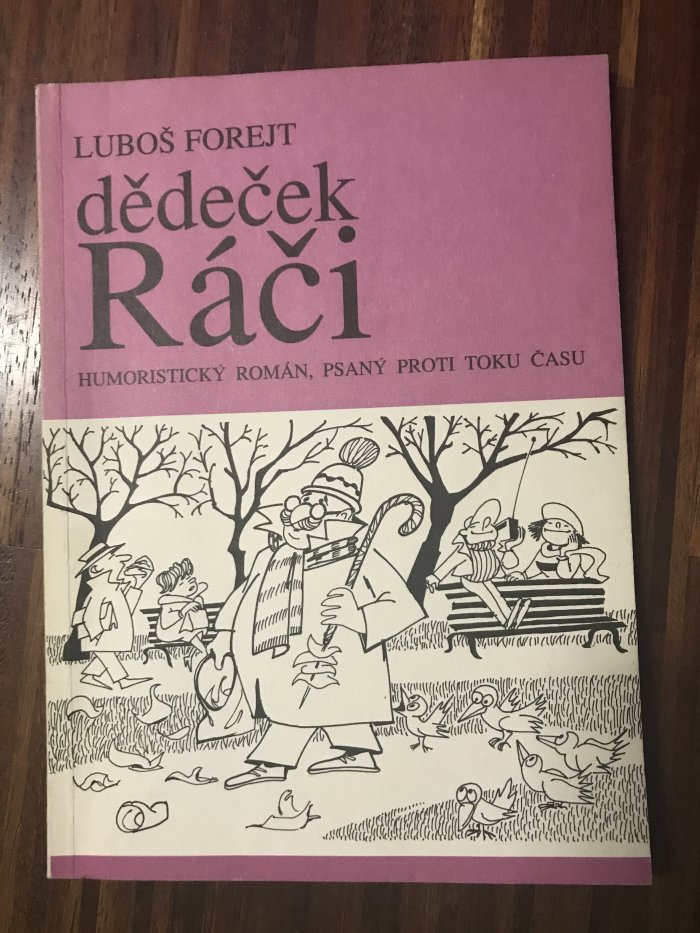 LUBOŠ FOREJT
dědeček
Ráči
HUMORISTICKÝ ROMÁN, PSANÝ PROTI TOKU ČASU